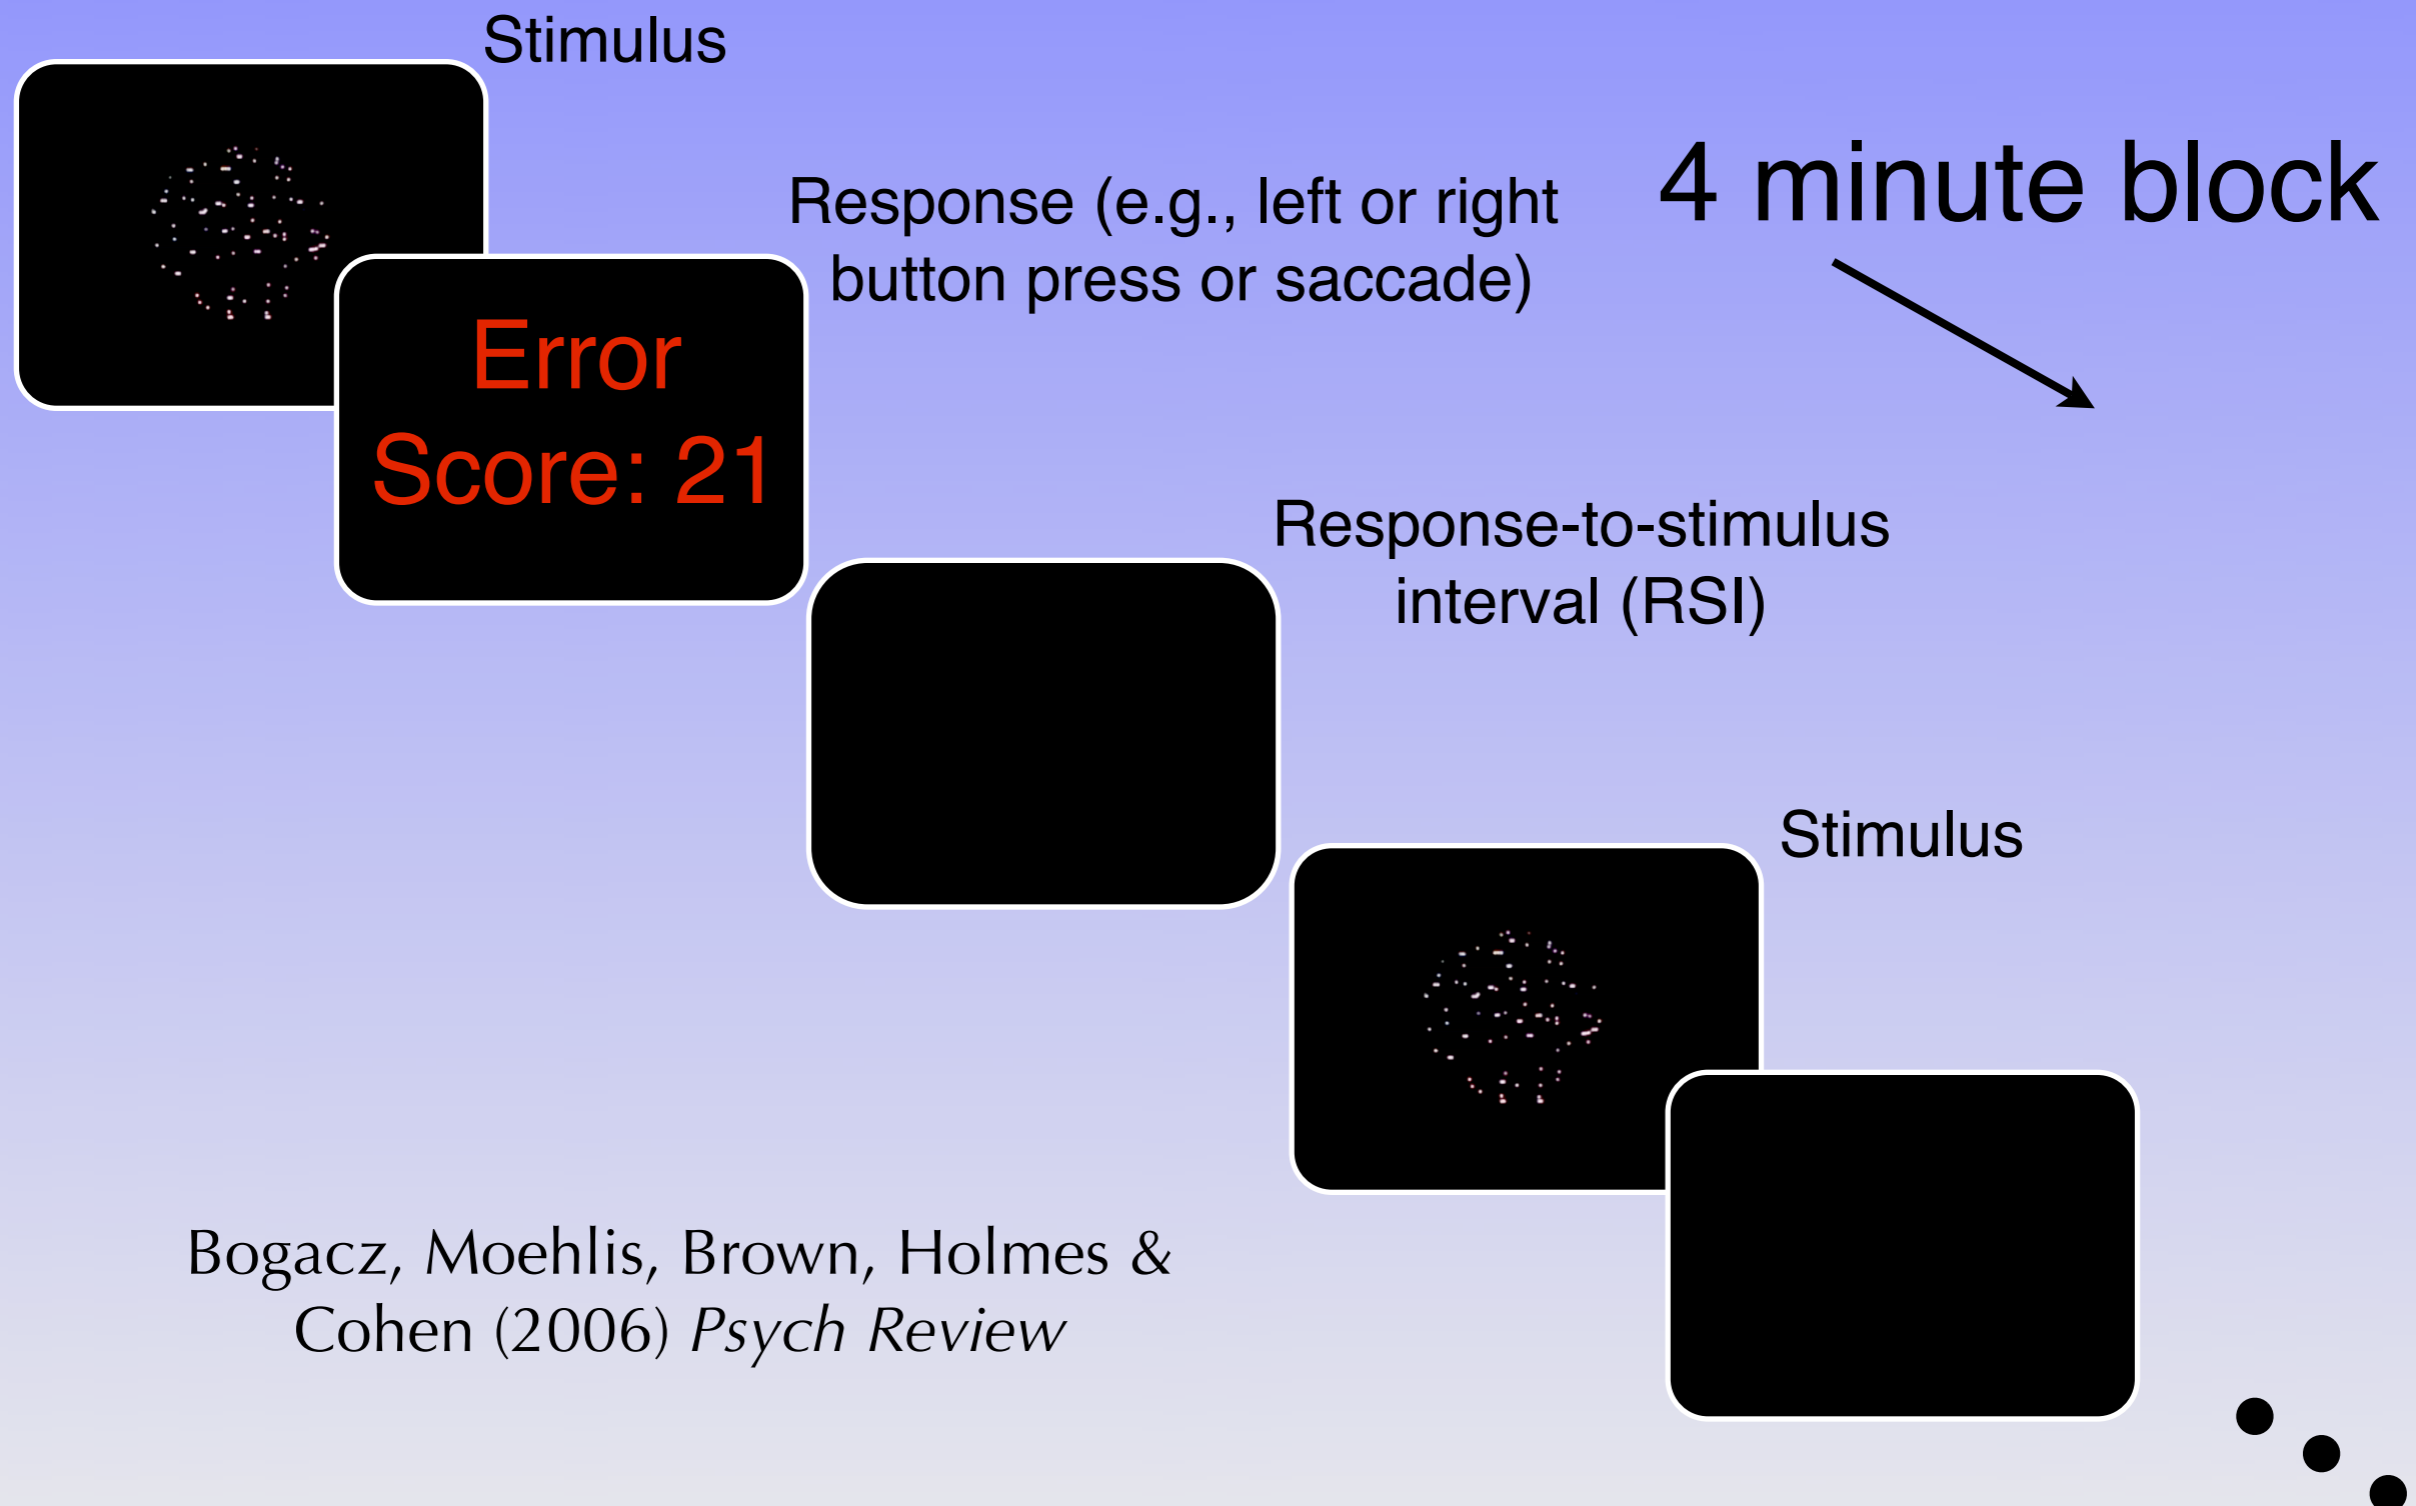 Stimulus
Response (e.g., left or right
button press or saccade)
4 minute block
Error
Score: 21
Response-to-stimulus
interval (RSI)
Stimulus
Bogacz, Moehlis, Brown, Holmes &
Cohen (2006) Psych Review